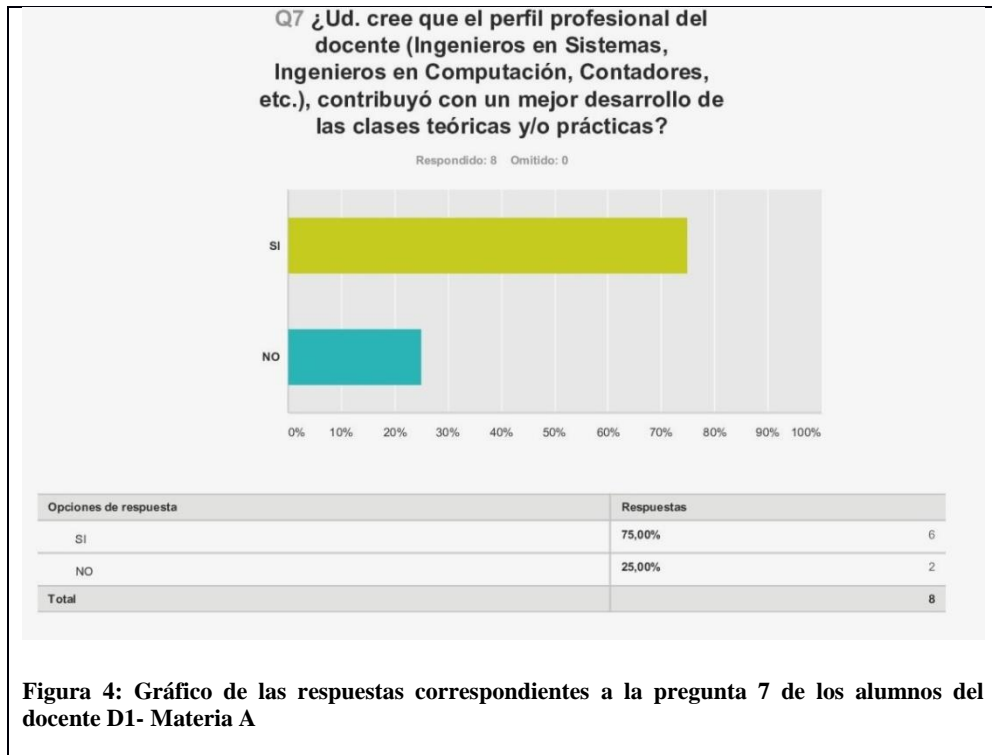 Q7 ¿Ud. cree que el perfil profesional del
docente (Ingenieros en Sistemas,
Ingenieros en Computación, Contadores,
etc.), contribuyó con un mejor desarrollo de
las clases teóricas y/o prácticas?
Respondido: 8 Omitido: 0
SI
NO
0% 10% 20% 30% 40% 50% 60% 70% 80% 90% 100%
Opciones de respuesta Respuestas
SI 75,00% 6
NO 25,00% 2
Total 8
Figura 4: Gráfico de las respuestas correspondientes a la pregunta 7 de los alumnos del
docente D1- Materia A